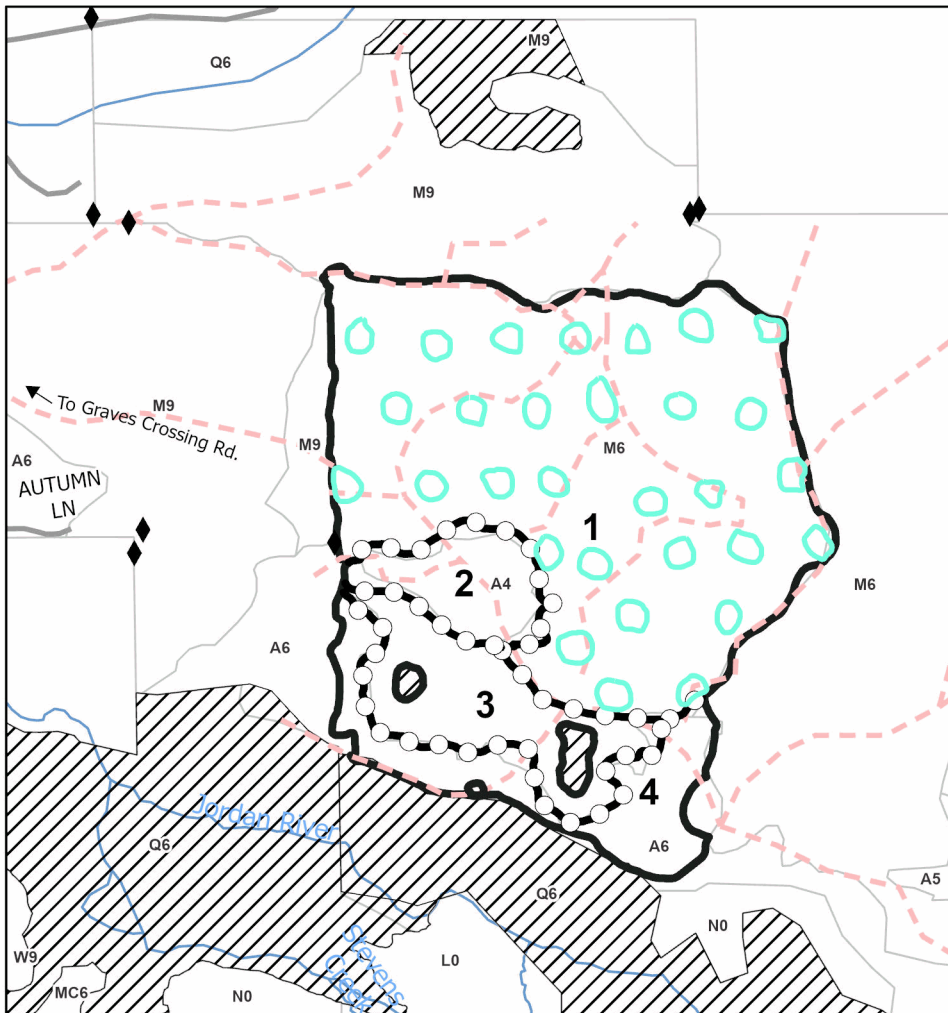 M9
Q6
M9
To Graves Crossing Rd.
M9
M9
M6
A6
AUTUMN
LN
1
2
A4
M6
A6
3
4
Jordan River
Q6
A6
A5
Q6
N0
Stevens
Creek
L0
W9
MC6
N0